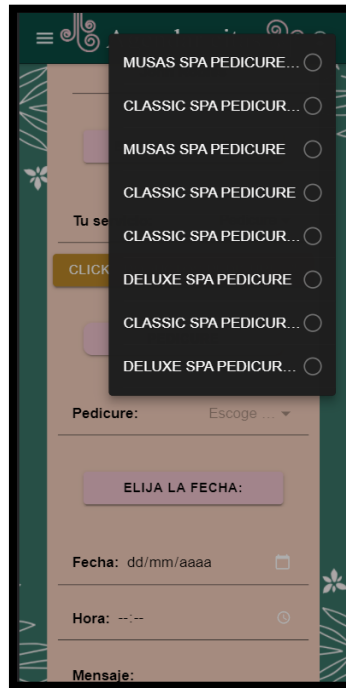 MUSAS SPA PEDICURE...
CLASSIC SPA PEDICUR...
MUSAS SPA PEDICURE
CLASSIC SPA PEDICURE
Tu se
CLASSIC SPA PEDICUR...
CLICK
DELUXE SPA PEDICURE
CLASSIC SPA PEDICUR...
DELUXE SPA PEDICUR...
Pedicure: Escoge ...
ELIJA LA FECHA:
Fecha: dd/mm/aaaa
Hora: --:--
Mensaje: